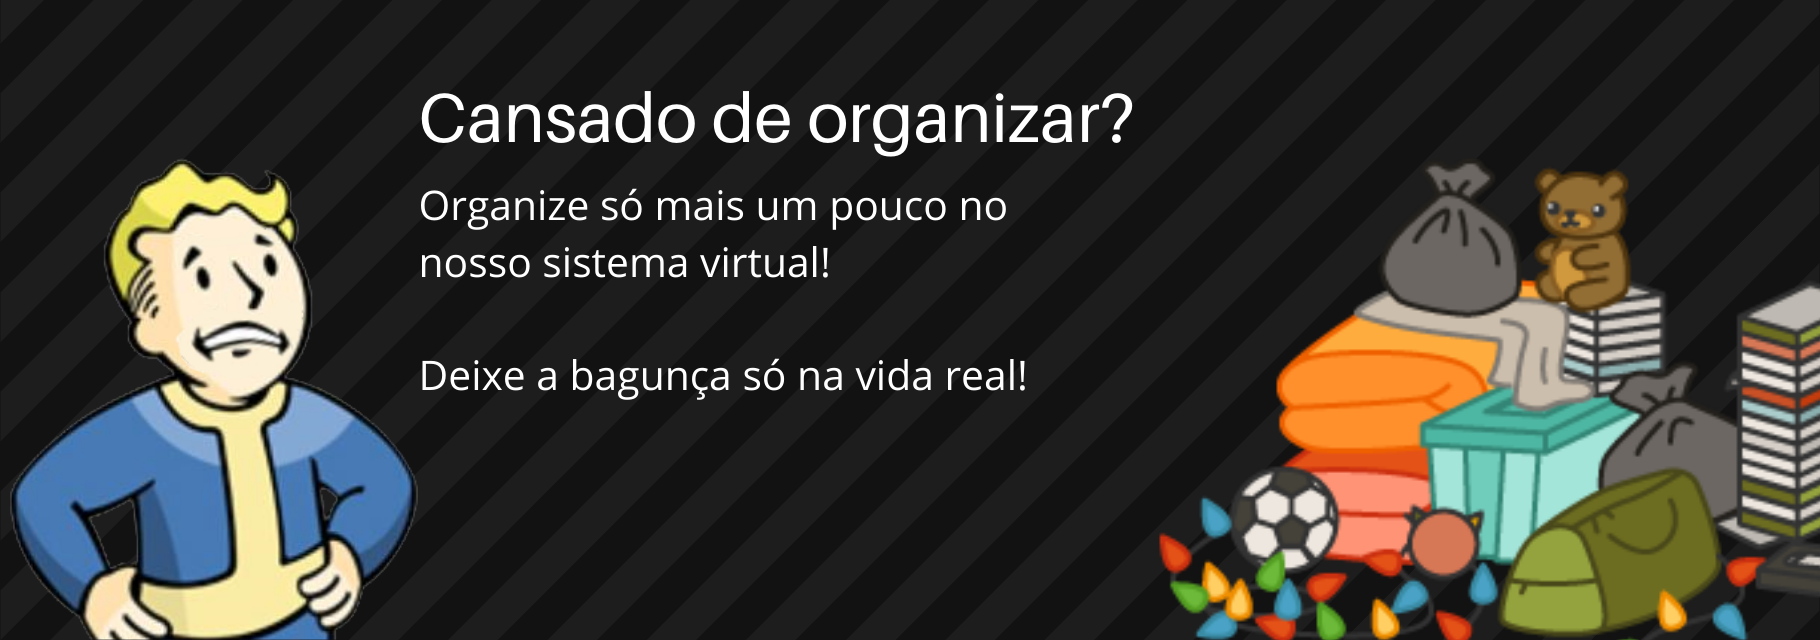 Cansado de organizar?
Organize só mais um pouco no
nosso sistema virtual!
Deixe a bagunça só na vida real!